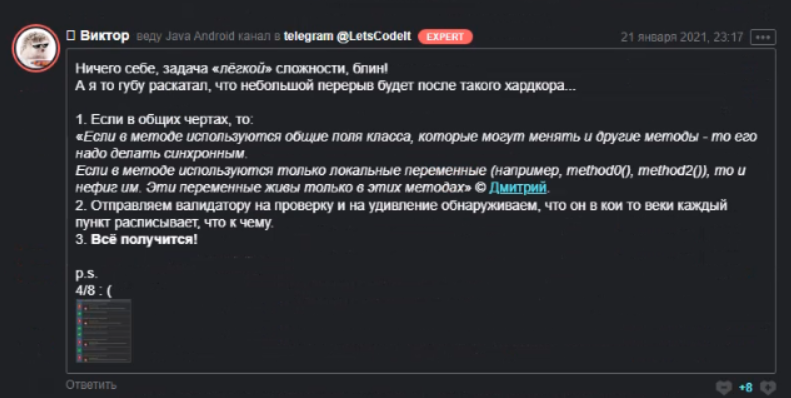 Виктор веду Java Android канал в telegram @LetsCodeIt EXPERT 21 января 2021, 23:17
Ничего себе, задача «лёгкой» сложности, блин!
А я то губу раскатал, что небольшой перерыв будет после такого хардкора...
1. Если в общих чертах, то:
«Если в методе используются общие поля класса, которые могут менять и другие методы - то его
надо делать синхронным.
Если в методе используются только локальные переменные (например, method0(), method2()), то и
нефиг им. Эти переменные живы только в этих методах» © Дмитрий.
2. Отправляем валидатору на проверку и на удивление обнаруживаем, что он в кои то веки каждый
пункт расписывает, что к чему.
3. Всё получится!
p.s.
4/8 : (
Ответить +8